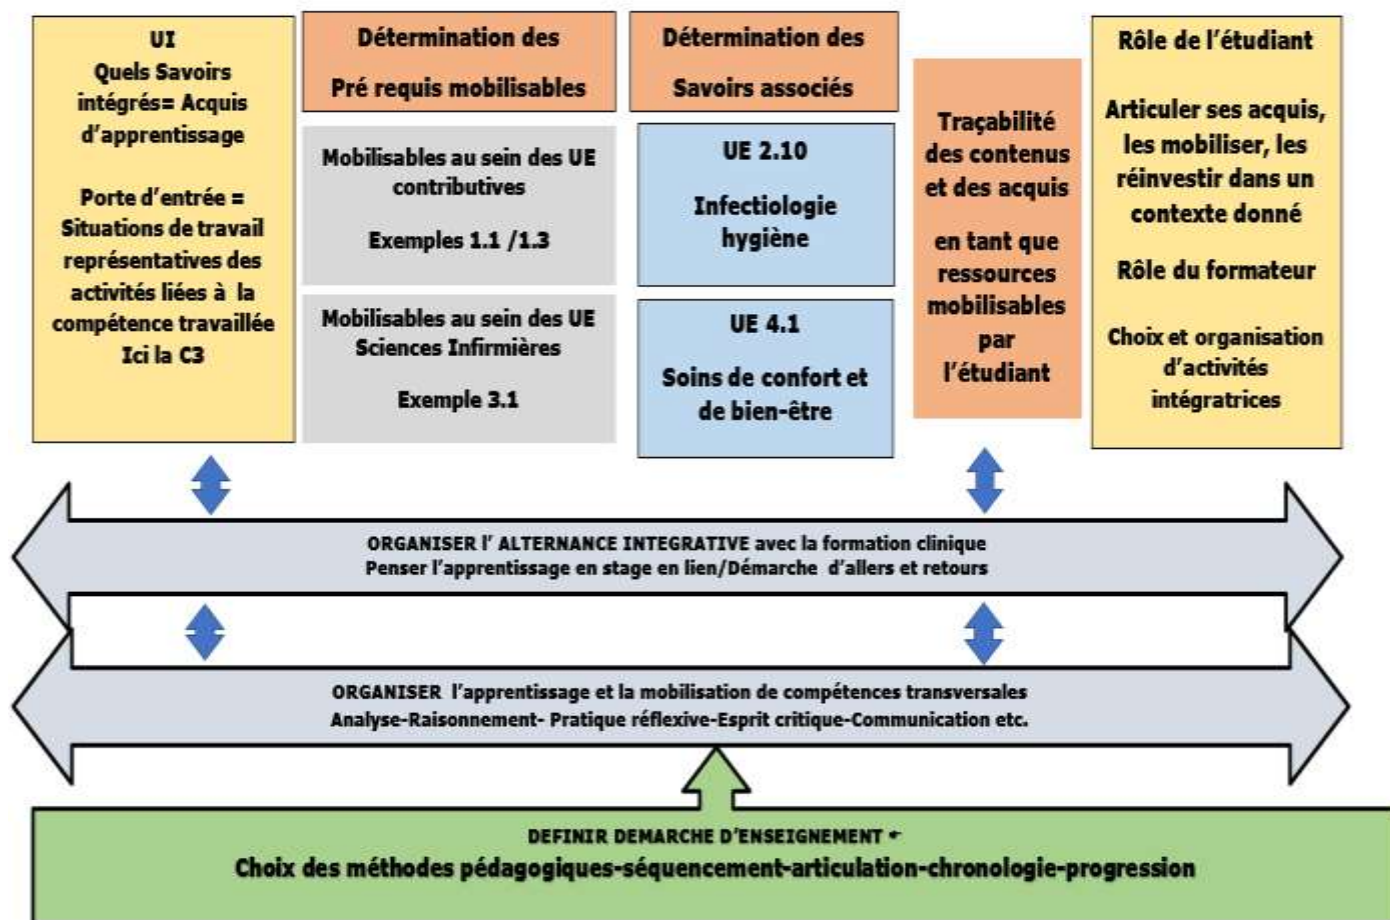 UI
Quels Savoirs
intégrés= Acquis
d'apprentissage
Porte d'entrée =
Situations de travail
représentatives des
activités liées à la
compétence travaillée
Ici la C3
Détermination des
Pré requis mobilisables
Mobilisables au sein des UE
contributives
Exemples 1.1 /1.3
Mobilisables au sein des UE
Sciences Infirmières
Exemple 3.1
Détermination des
Savoirs associés
UE 2.10
Infectiologie
hygiène
UE 4.1
Soins de confort et
de bien-être
Traçabilité
des contenus
et des acquis
en tant que
ressources
mobilisables
par
l'étudiant
Rôle de l'étudiant
Articuler ses acquis,
les mobiliser, les
réinvestir dans un
contexte donné
Rôle du formateur
Choix et organisation
d'activités
intégratrices
ORGANISER l' ALTERNANCE INTEGRATIVE avec la formation clinique
Penser l'apprentissage en stage en lien/Démarche d'allers et retours
ORGANISER l'apprentissage et la mobilisation de compétences transversales
Analyse-Raisonnement- Pratique réflexive-Esprit critique-Communication etc.
DEFINIR DEMARCHE D'ENSEIGNEMENT
Choix des méthodes pédagogiques-séquencement-articulation-chronologie-progression